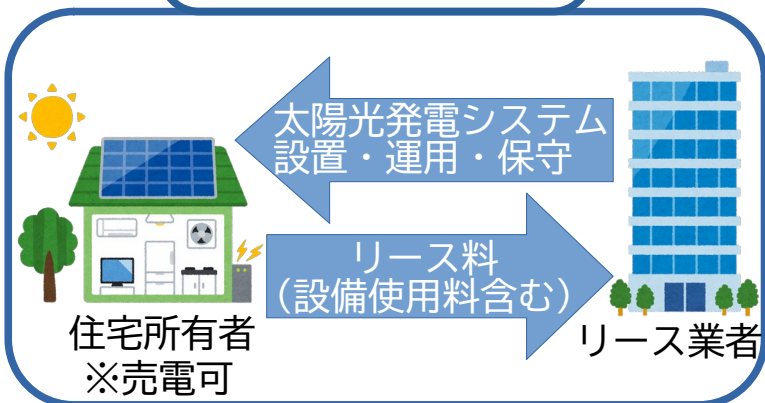 太陽光発電システム
設置・運用・保守
リース料
（設備使用料含む）
住宅所有者
※売電可
リース業者